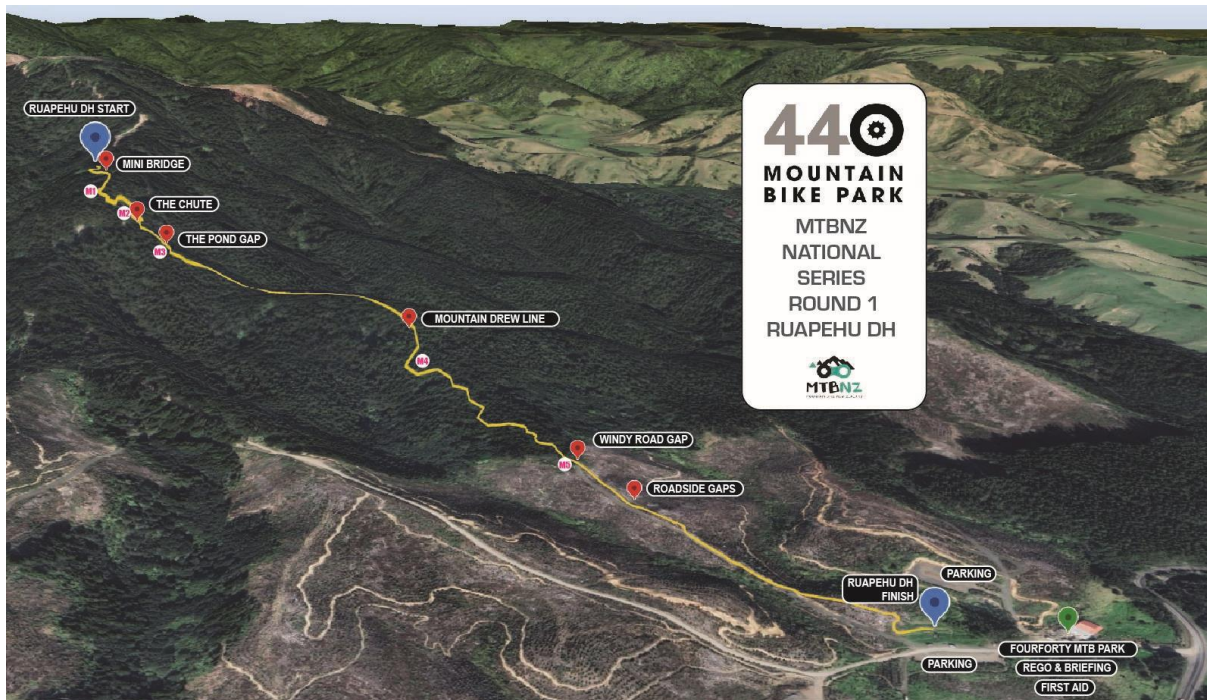 RUAPEHU DH START
MINI BRIDGE
M1
THE CHUTE
M2
THE POND GAP
M3
MOUNTAIN DREW LINE
M4
WINDY ROAD GAP
M5
ROADSIDE GAPS
RUAPEHU DH
FINISH
PARKING
PARKING
FOURFORTY MTB PARK
REGO & BRIEFING
FIRST AID
440
MOUNTAIN
BIKE PARK
MTBNZ
NATIONAL
SERIES
ROUND 1
RUAPEHU DH
MTBNZ